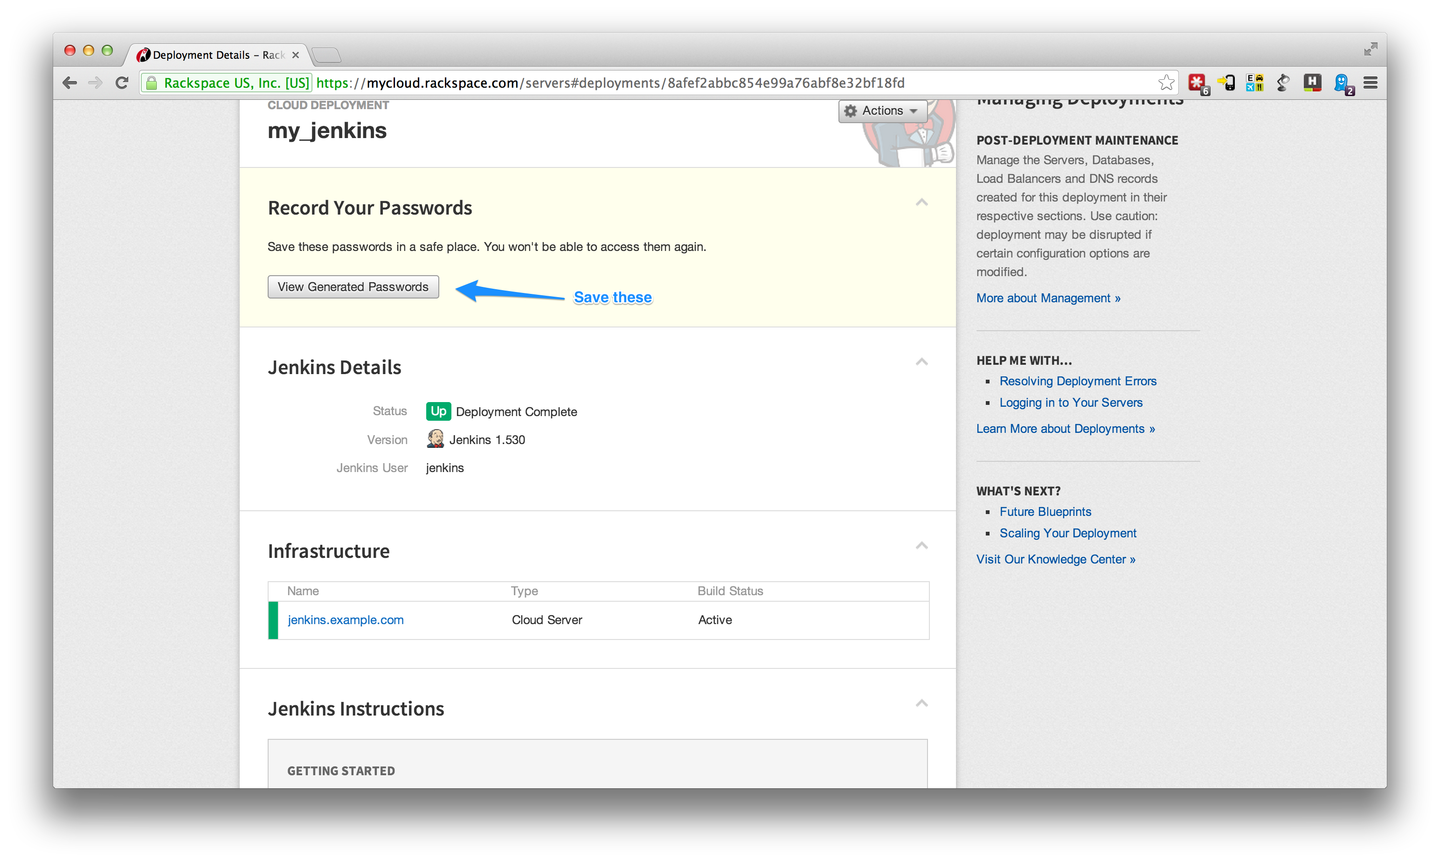 Deployment Details – Rack
Rackspace US, Inc. [US] https://mycloud.rackspace.com/servers#deployments/8afef2abbc854e99a76abf8e32bf18fd
6
2
CLOUD DEPLOYMENT
my_jenkins
Actions
Record Your Passwords
Save these passwords in a safe place. You won't be able to access them again.
View Generated Passwords
Save these
Jenkins Details
Status Up Deployment Complete
Version Jenkins 1.530
Jenkins User jenkins
Infrastructure
Name Type Build Status
jenkins.example.com Cloud Server Active
Jenkins Instructions
GETTING STARTED
Managing Deployments
POST-DEPLOYMENT MAINTENANCE
Manage the Servers, Databases,
Load Balancers and DNS records
created for this deployment in their
respective sections. Use caution:
deployment may be disrupted if
certain configuration options are
modified.
More about Management »
HELP ME WITH...
Resolving Deployment Errors
Logging in to Your Servers
Learn More about Deployments »
WHAT'S NEXT?
Future Blueprints
Scaling Your Deployment
Visit Our Knowledge Center »